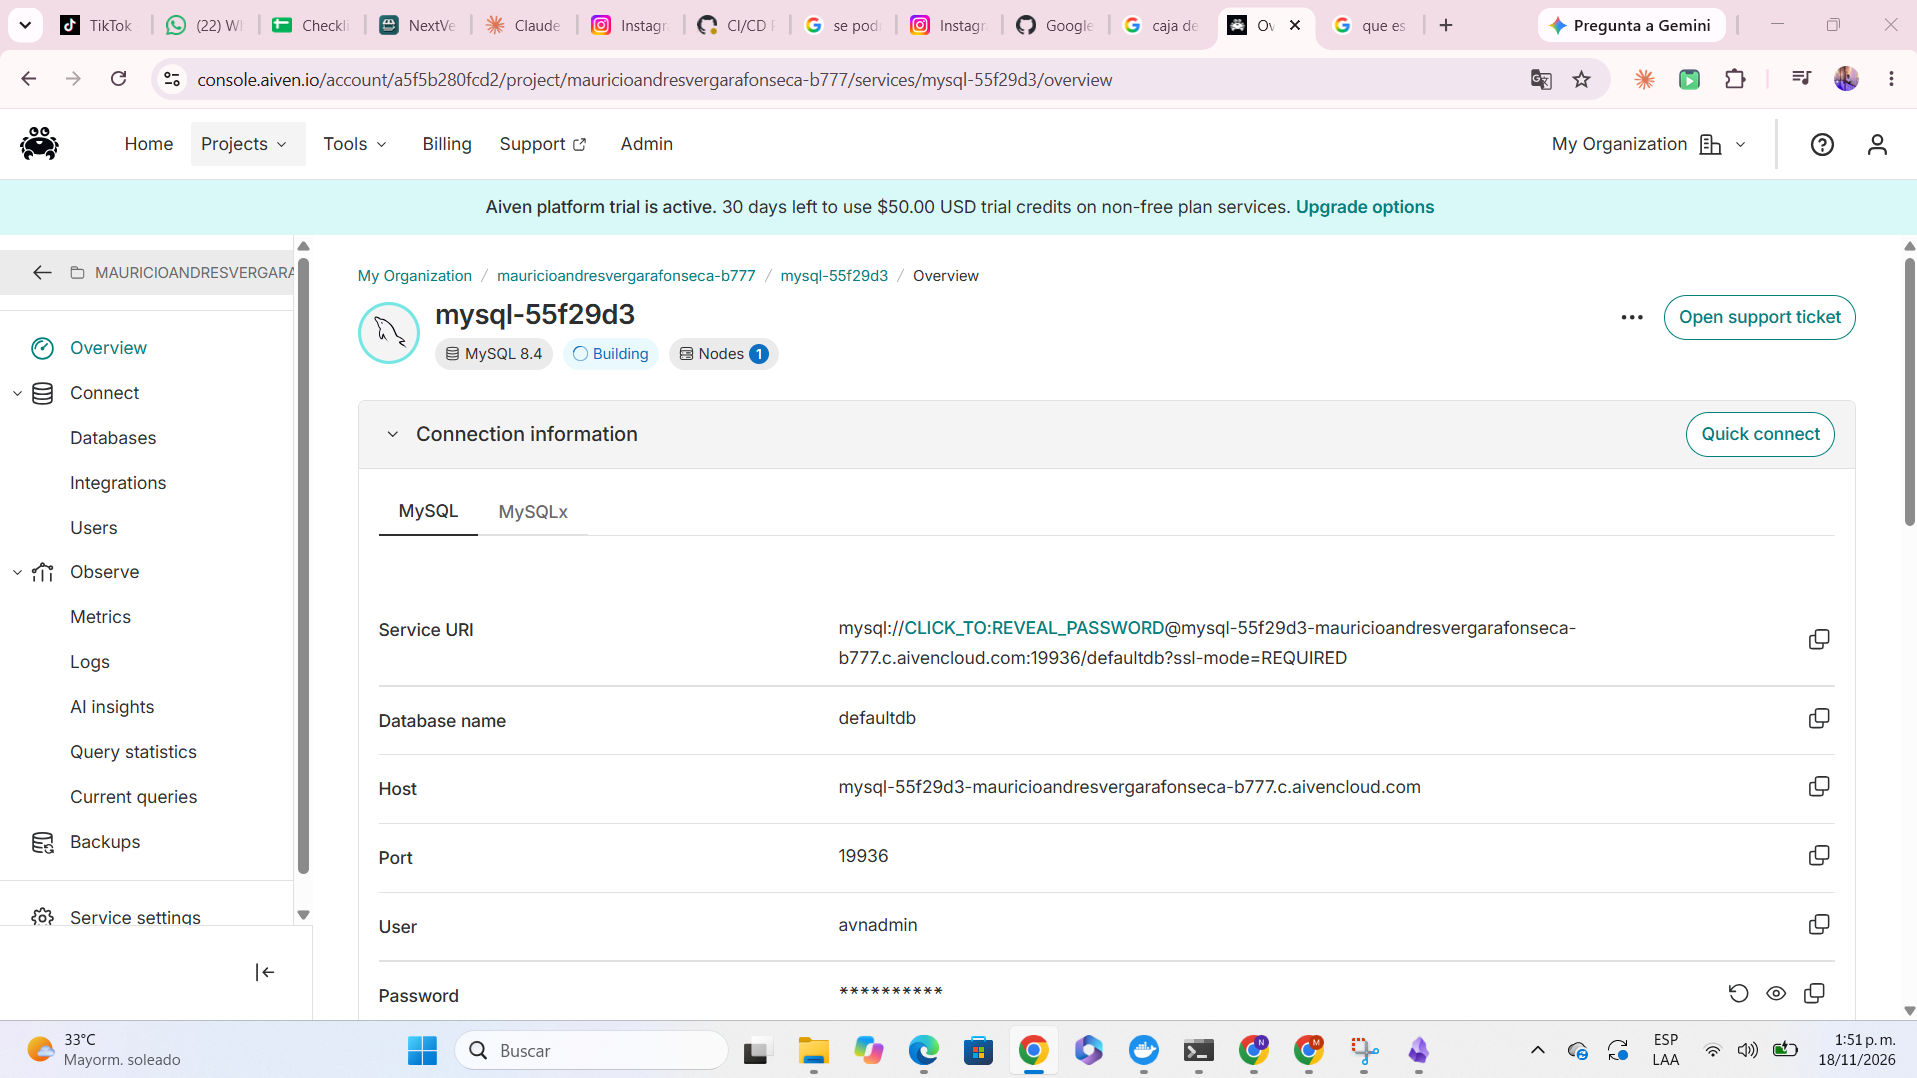 TikTok
(22) Wh
Checkli
NextVe
Claude
Instagr
CI/CD P
se podr
Instagr
Google
caja de
Ov
que es
Pregunta a Gemini
console.aiven.io/account/a5f5b280fcd2/project/mauricioandresvergarafonseca-b777/services/mysql-55f29d3/overview
Home
Projects
Tools
Billing
Support
Admin
My Organization
Aiven platform trial is active. 30 days left to use $50.00 USD trial credits on non-free plan services. Upgrade options
MAURICIOANDRESVERGARA
Overview
Connect
Databases
Integrations
Users
Observe
Metrics
Logs
AI insights
Query statistics
Current queries
Backups
Service settings
My Organization / mauricioandresvergarafonseca-b777 / mysql-55f29d3 / Overview
mysql-55f29d3
MySQL 8.4
Building
Nodes 1
Open support ticket
Connection information
Quick connect
MySQL
MySQLx
Service URI
mysql://CLICK_TO:REVEAL_PASSWORD@mysql-55f29d3-mauricioandresvergarafonseca-
b777.c.aivencloud.com:19936/defaultdb?ssl-mode=REQUIRED
Database name
defaultdb
Host
mysql-55f29d3-mauricioandresvergarafonseca-b777.c.aivencloud.com
Port
19936
User
avnadmin
Password
**********
33°C
Mayorm. soleado
Buscar
N
M
ESP
LAA
1:51 p. m.
18/11/2026